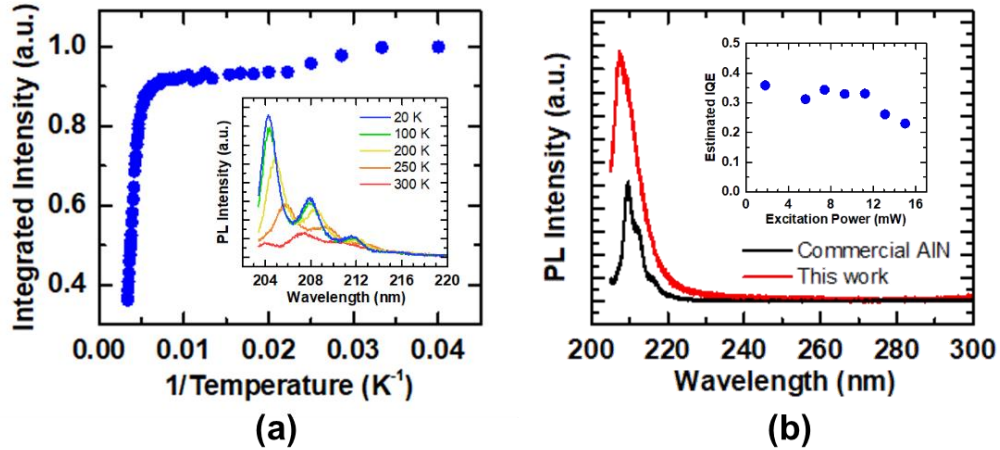 Integrated Intensity (a.u.)
1.0
0.9
0.8
0.6
0.5
0.4
0.00 0.01 0.02 0.03 0.04
1/Temperature (K-1)
PL Intensity (a.u.)
20 K
100 K
200 K
250 K
300 K
204 208 212 216 220
Wavelength (nm)
(a)
PL Intensity (a.u.)
Estimated IQE
0.5
0.4
0.3
0.2
0.0
0 4 8 12 16
Excitation Power (mW)
Commercial AlN
This work
200 220 240 260 280 300
Wavelength (nm)
(b)